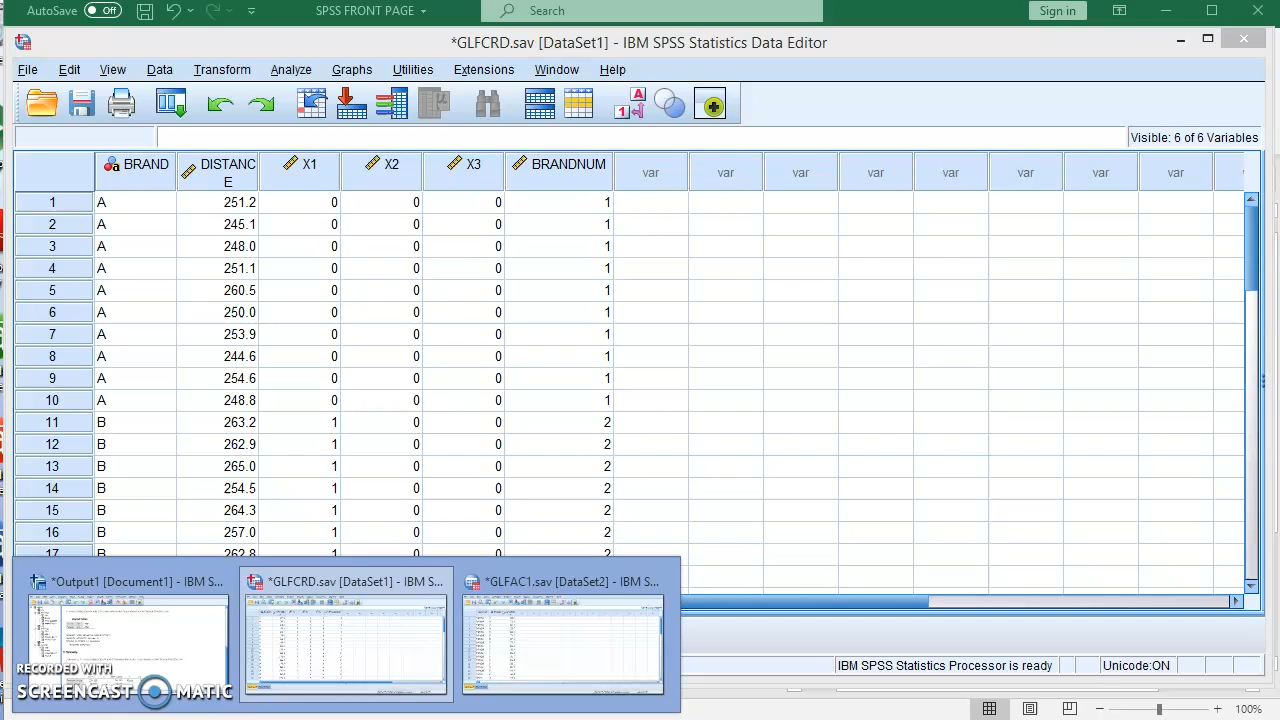 AutoSave Off SPSS FRONT PAGE Search Sign in
*GLFCRD.sav [DataSet1] - IBM SPSS Statistics Data Editor
File Edit View Data Transform Analyze Graphs Utilities Extensions Window Help
Visible: 6 of 6 Variables
BRAND DISTANC
E X1 X2 X3 BRANDNUM var var var var var var var var
1 A 251.2 0 0 0 1
2 A 245.1 0 0 0 1
3 A 248.0 0 0 0 1
4 A 251.1 0 0 0 1
5 A 260.5 0 0 0 1
6 A 250.0 0 0 0 1
7 A 253.9 0 0 0 1
8 A 244.6 0 0 0 1
9 A 254.6 0 0 0 1
10 A 248.8 0 0 0 1
11 B 263.2 1 0 0 2
12 B 262.9 1 0 0 2
13 B 265.0 1 0 0 2
14 B 254.5 1 0 0 2
15 B 264.3 1 0 0 2
16 B 257.0 1 0 0 2
17 B 262.8 1 0 0 2
*Output1 [Document1] - IBM S... *GLFCRD.sav [DataSet1] - IBM S... *GLFAC1.sav [DataSet2] - IBM S...
IBM SPSS Statistics Processor is ready Unicode:ON
RECORDED WITH
SCREENCAST MATIC
100%